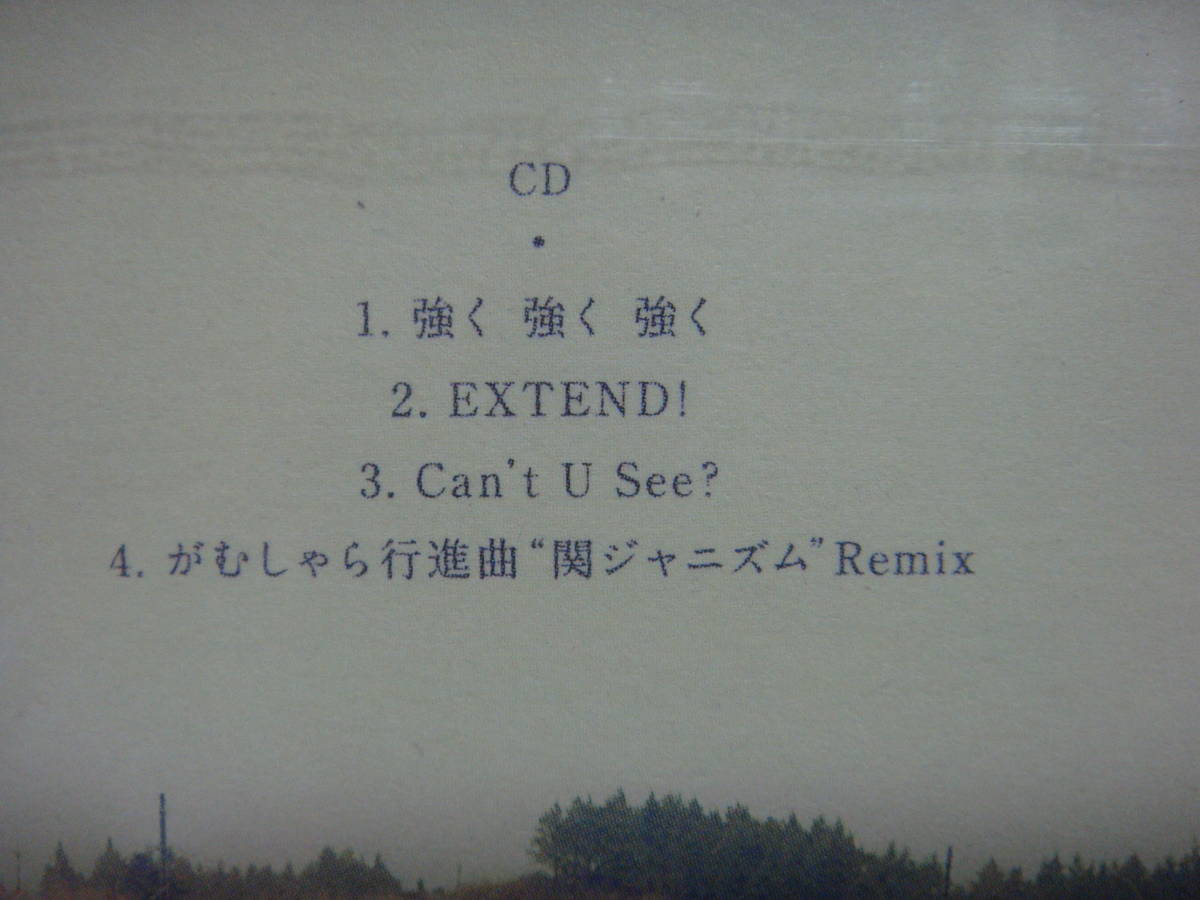 CD
・
1. 強く 強く 強く
2. EXTEND!
3. Can't U See?
4. がむしゃら行進曲“関ジャニズム”Remix